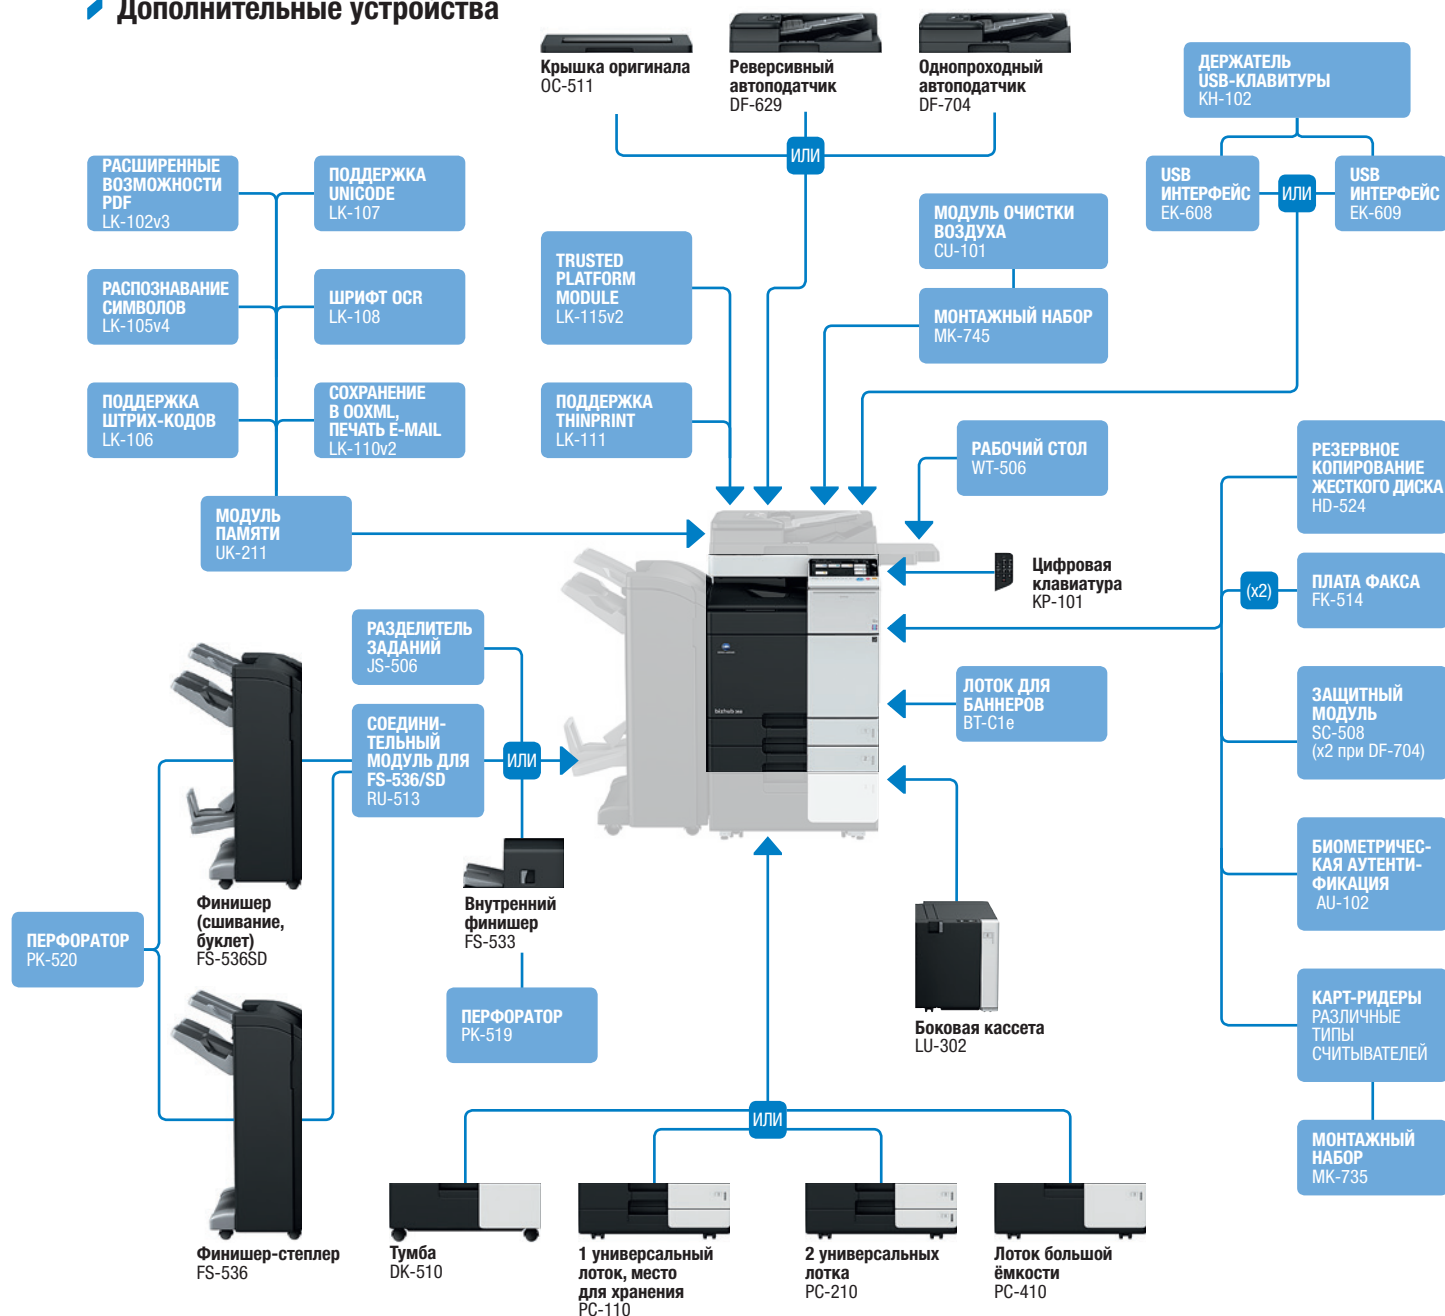 Дополнительные устройства
Крышка оригинала
OC-511
Реверсивный
автоподатчик
DF-629
Однопроходный
автоподатчик
DF-704
ДЕРЖАТЕЛЬ
USB-КЛАВИТУРЫ
KH-102
ИЛИ
USB
ИНТЕРФЕЙС
EK-608
ИЛИ
USB
ИНТЕРФЕЙС
EK-609
РАСШИРЕННЫЕ
ВОЗМОЖНОСТИ
PDF
LK-102v3
ПОДДЕРЖКА
UNICODE
LK-107
МОДУЛЬ ОЧИСТКИ
ВОЗДУХА
CU-101
РАСПОЗНАВАНИЕ
СИМВОЛОВ
LK-105v4
ШРИФТ OCR
LK-108
TRUSTED
PLATFORM
MODULE
LK-115v2
МОНТАЖНЫЙ НАБОР
MK-745
ПОДДЕРЖКА
ШТРИХ-КОДОВ
LK-106
СОХРАНЕНИЕ
В OOXML,
ПЕЧАТЬ E-MAIL
LK-110v2
ПОДДЕРЖКА
THINPRINT
LK-111
РАБОЧИЙ СТОЛ
WT-506
РЕЗЕРВНОЕ
КОПИРОВАНИЕ
ЖЕСТКОГО ДИСКА
HD-524
МОДУЛЬ
ПАМЯТИ
UK-211
Цифровая
клавиатура
KP-101
(x2)
ПЛАТА ФАКСА
FK-514
РАЗДЕЛИТЕЛЬ
ЗАДАНИЙ
JS-506
ЛОТОК ДЛЯ
БАННЕРОВ
BT-C1e
ЗАЩИТНЫЙ
МОДУЛЬ
SC-508
(x2 при DF-704)
СОЕДИНИ-
ТЕЛЬНЫЙ
МОДУЛЬ ДЛЯ
FS-536/SD
RU-513
ИЛИ
БИОМЕТРИЧЕС-
КАЯ АУТЕНТИ-
ФИКАЦИЯ
AU-102
Финишер
(сшивание,
буклет)
FS-536SD
Внутренний
финишер
FS-533
ПЕРФОРАТОР
PK-520
ПЕРФОРАТОР
PK-519
Боковая кассета
LU-302
КАРТ-РИДЕРЫ
РАЗЛИЧНЫЕ
ТИПЫ
СЧИТЫВАТЕЛЕЙ
ИЛИ
МОНТАЖНЫЙ
НАБОР
MK-735
Финишер-степлер
FS-536
Тумба
DK-510
1 универсальный
лоток, место
для хранения
PC-110
2 универсальных
лотка
PC-210
Лоток большой
ёмкости
PC-410